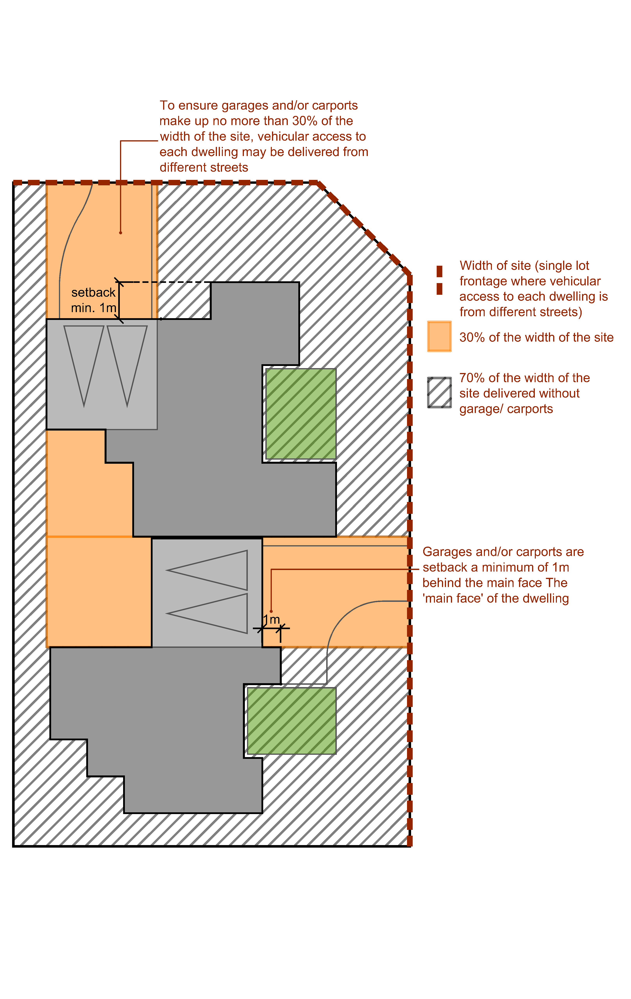 To ensure garages and/or carports
make up no more than 30% of the
width of the site, vehicular access to
each dwelling may be delivered from
different streets
setback
min. 1m
Width of site (single lot
frontage where vehicular
access to each dwelling is
from different streets)
30% of the width of the site
70% of the width of the
site delivered without
garage/ carports
Garages and/or carports are
setback a minimum of 1m
behind the main face The
'main face' of the dwelling
1m